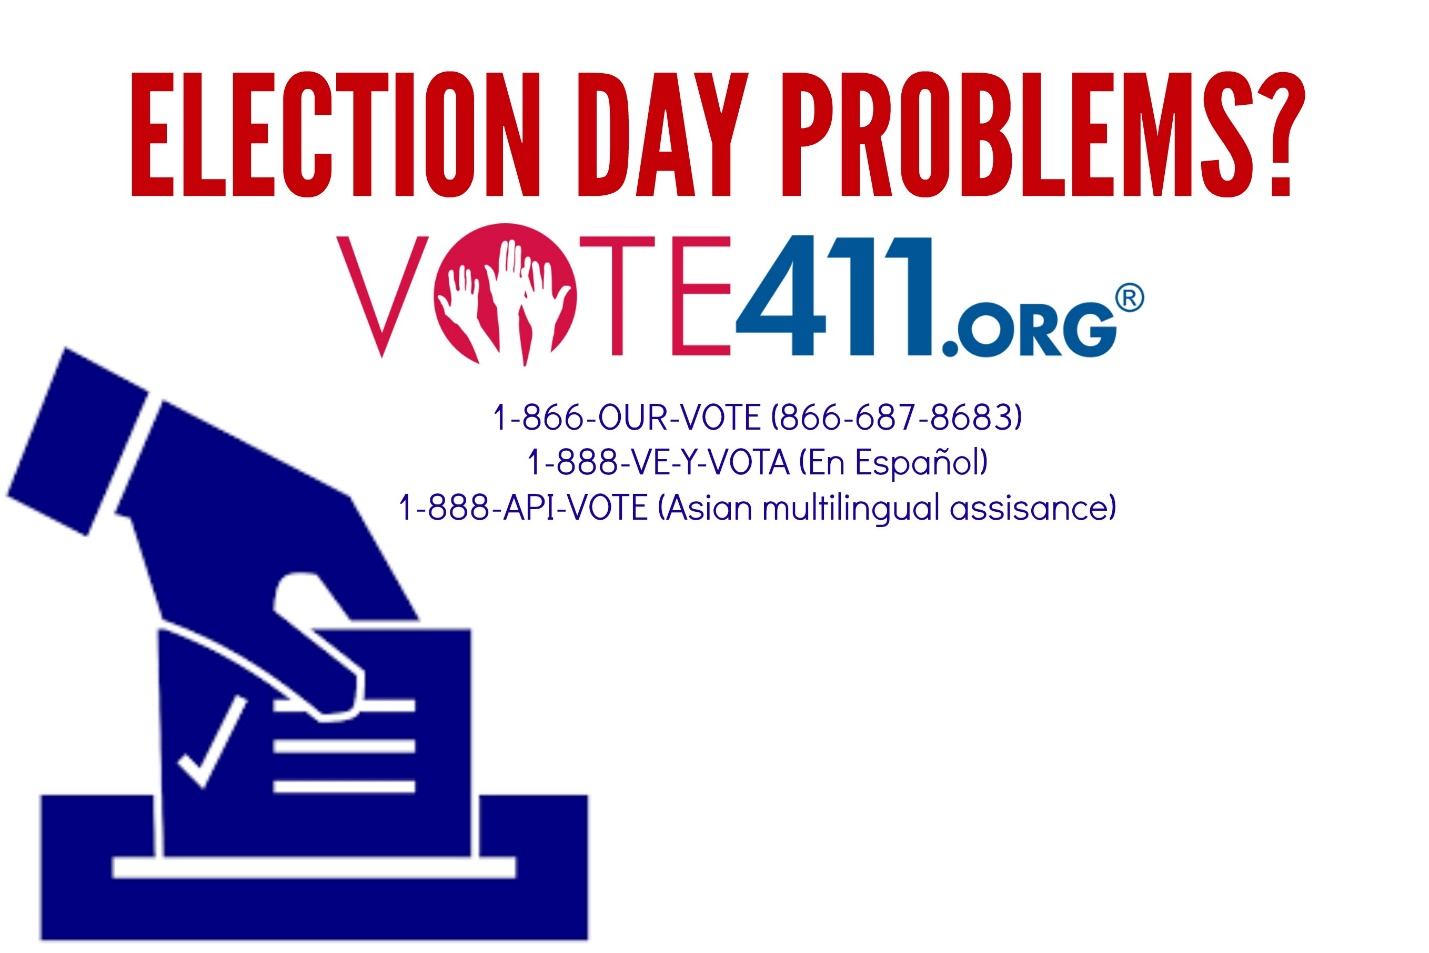 ELECTION DAY PROBLEMS?
VOTE411.ORG®
1-866-OUR-VOTE (866-687-8683)
1-888-VE-Y-VOTA (En Español)
1-888-API-VOTE (Asian multilingual assisance)